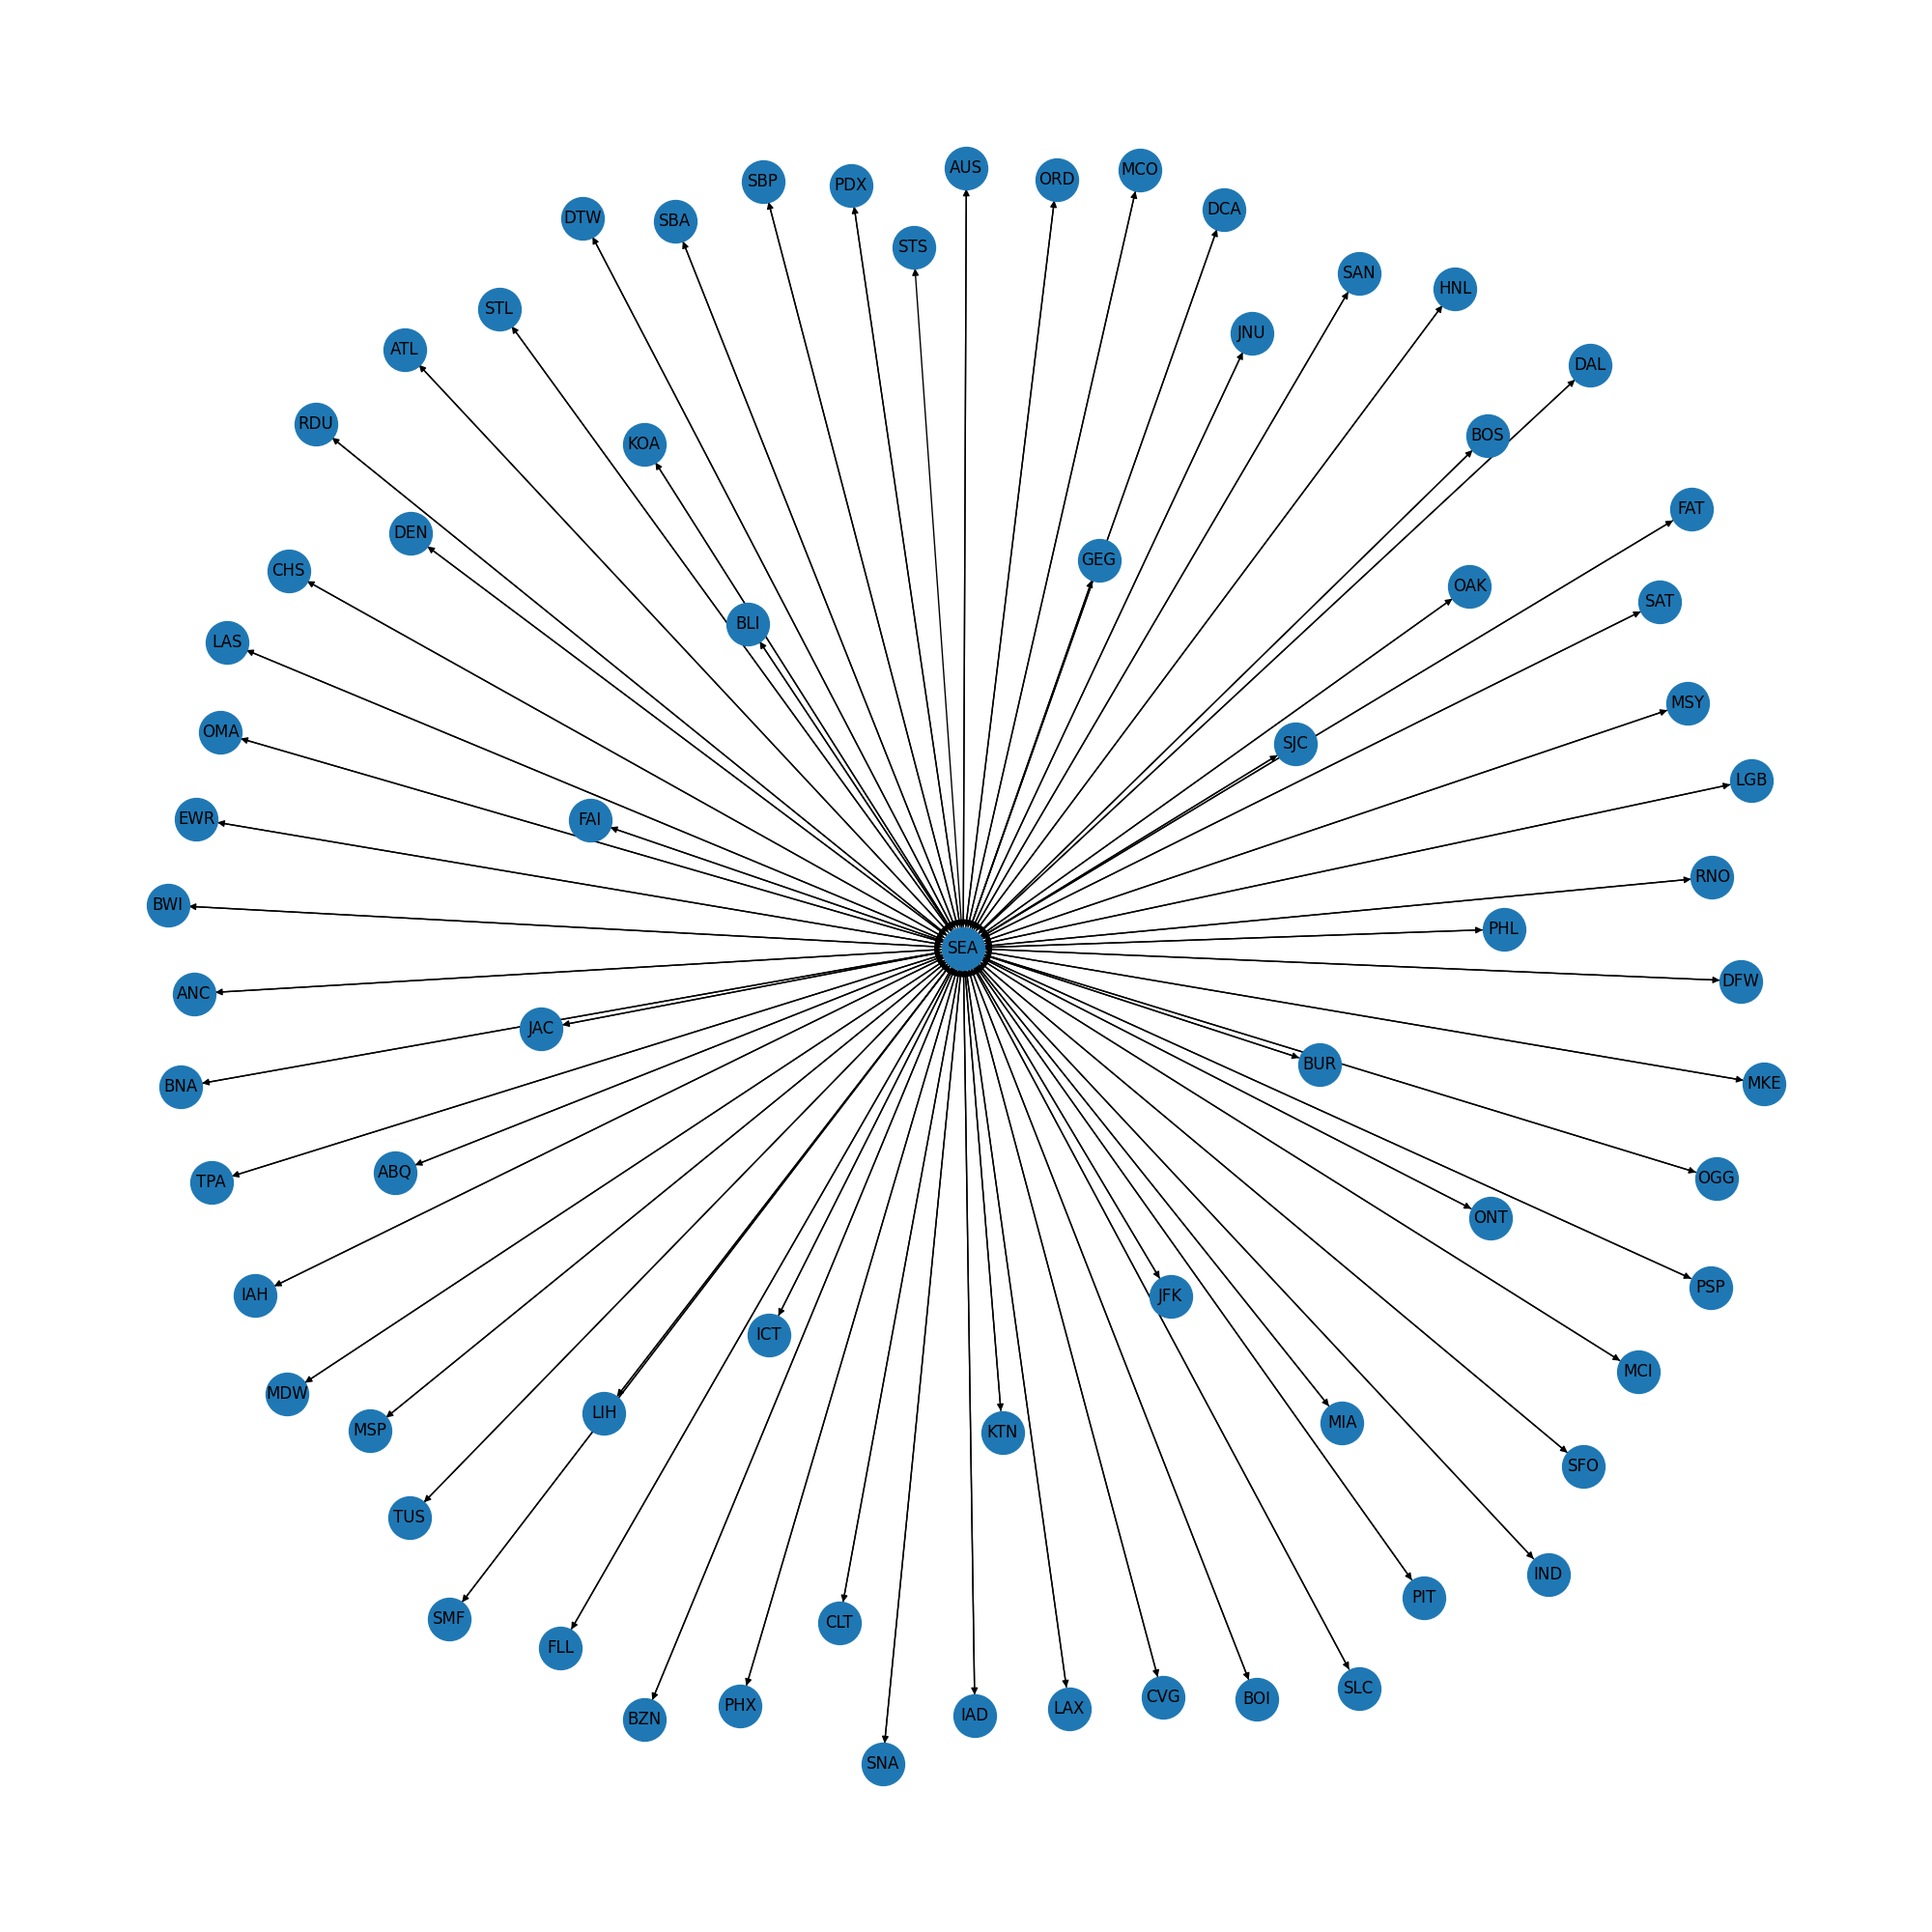 AUS
MCO
ORD
SBP
PDX
DCA
DTW
SBA
STS
SAN
HNL
STL
JNU
ATL
DAL
RDU
BOS
KOA
FAT
DEN
GEG
CHS
OAK
SAT
BLI
LAS
MSY
OMA
SJC
LGB
EWR
FAI
RNO
BWI
PHL
SEA
DFW
ANC
JAC
BUR
MKE
BNA
ABQ
OGG
TPA
ONT
PSP
IAH
JFK
ICT
MCI
MDW
LIH
MIA
MSP
KTN
SFO
TUS
IND
PIT
SMF
CLT
FLL
SLC
CVG
BOI
PHX
LAX
IAD
BZN
SNA